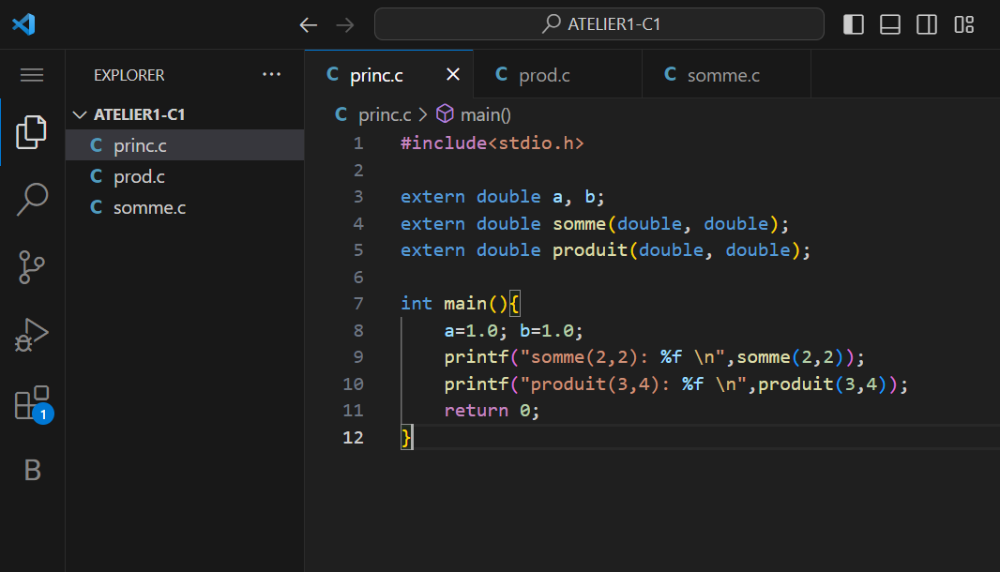 ATELIER1-C1
EXPLORER
princ.c
prod.c
somme.c
ATELIER1-C1
princ.c
prod.c
somme.c
princ.c > main()
1 #include<stdio.h>
2
3 extern double a, b;
4 extern double somme(double, double);
5 extern double produit(double, double);
6
7 int main(){
8 a=1.0; b=1.0;
9 printf("somme(2,2): %f \n",somme(2,2));
10 printf("produit(3,4): %f \n",produit(3,4));
11 return 0;
12 }
1
B